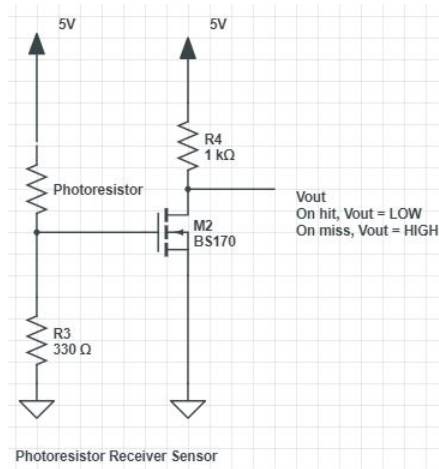 5V
5V
R4
1 kΩ
Photoresistor
Vout
On hit, Vout = LOW
On miss, Vout = HIGH
M2
BS170
R3
330 Ω
Photoresistor Receiver Sensor